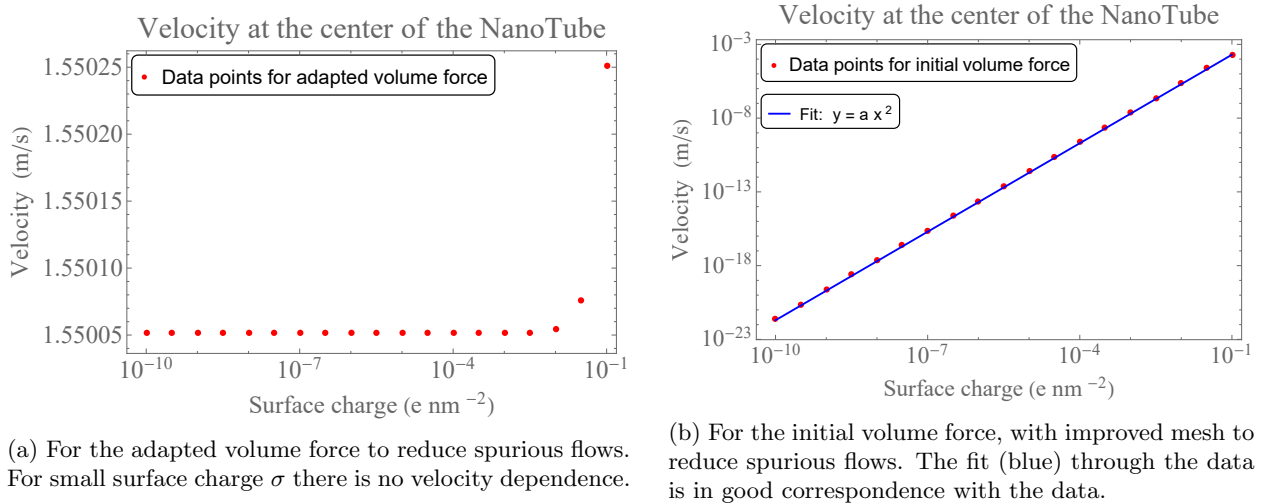 Velocity at the center of the NanoTube
Data points for adapted volume force
1.55025
1.55020
1.55015
1.55010
1.55005
Velocity (m/s)
10⁻¹⁰ 10⁻⁷ 10⁻⁴ 10⁻¹
Surface charge (e nm ⁻²)
(a) For the adapted volume force to reduce spurious flows.
For small surface charge σ there is no velocity dependence.
Velocity at the center of the NanoTube
Data points for initial volume force
Fit: y = a x ²
10⁻³
10⁻⁸
10⁻¹³
10⁻¹⁸
10⁻²³
Velocity (m/s)
10⁻¹⁰ 10⁻⁷ 10⁻⁴ 10⁻¹
Surface charge (e nm ⁻²)
(b) For the initial volume force, with improved mesh to
reduce spurious flows. The fit (blue) through the data
is in good correspondence with the data.